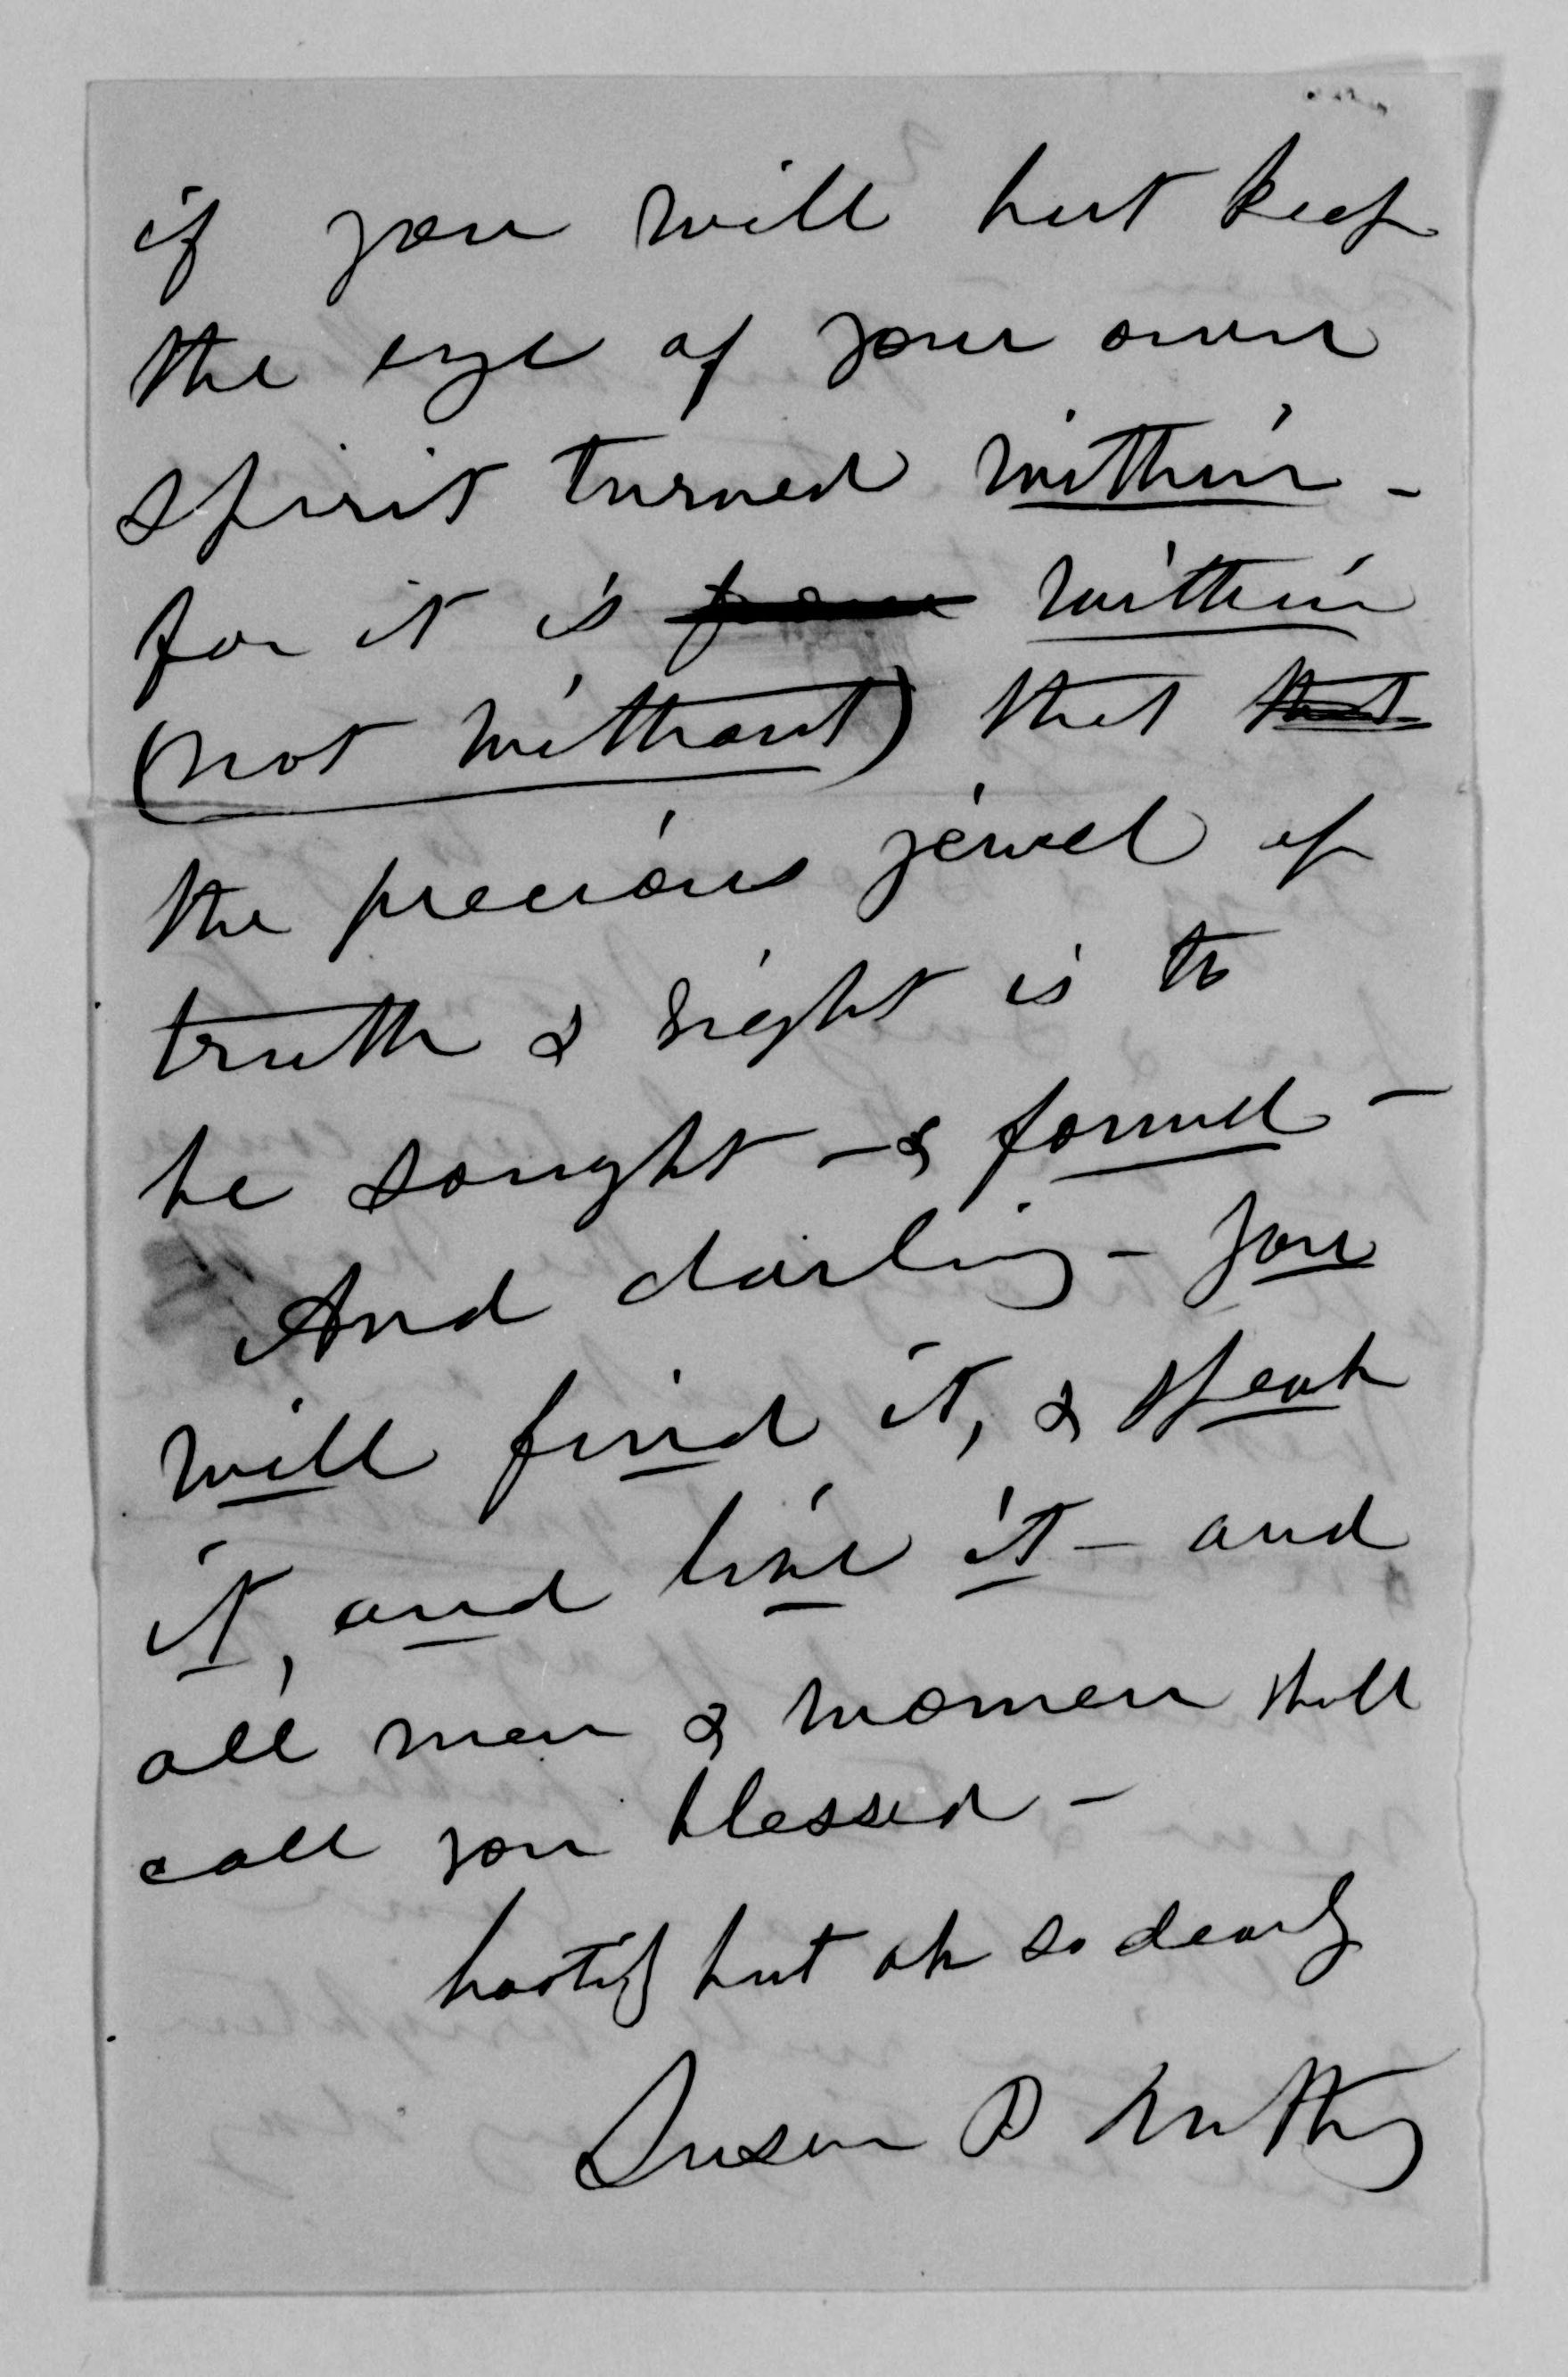 if you will but keep
the eye of your own
spirit turned within -
for it is from within
(not without) that that
the precious jewel of
truth & right is to
be sought - & found -
And darling - you
will find it, & speak
it, and live it - and
all men & women shall
call you blessed -
hastily but oh so dearly
Susan B Anthony